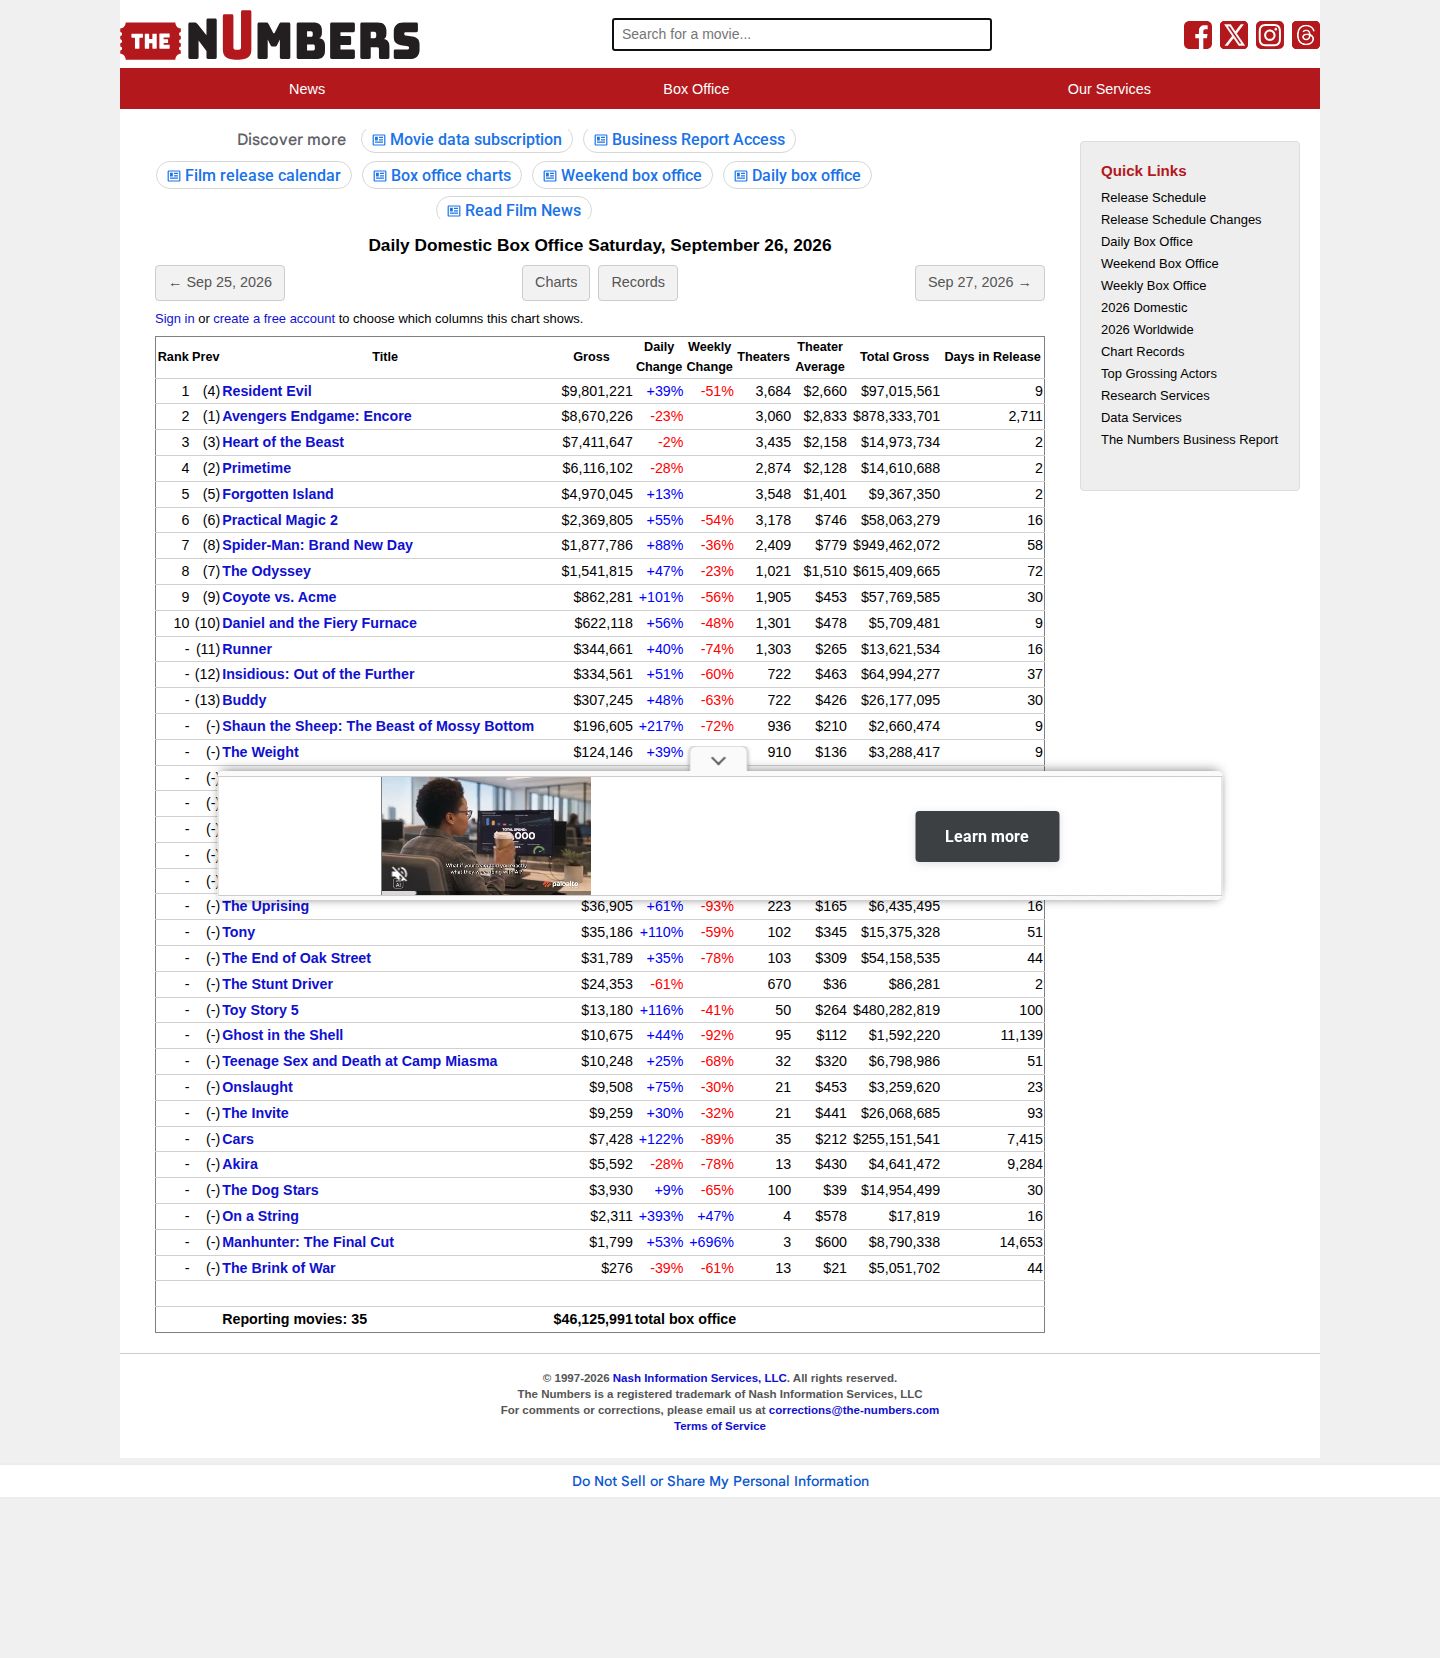 THE NUMBERS
Search for a movie...
News Box Office Our Services
Discover more Movie data subscription Business Report Access
Film release calendar Box office charts Weekend box office Daily box office
Read Film News
Quick Links
Release Schedule
Release Schedule Changes
Daily Box Office
Weekend Box Office
Weekly Box Office
2026 Domestic
2026 Worldwide
Chart Records
Top Grossing Actors
Research Services
Data Services
The Numbers Business Report
Daily Domestic Box Office Saturday, September 26, 2026
← Sep 25, 2026 Charts Records Sep 27, 2026 →
Sign in or create a free account to choose which columns this chart shows.
Rank Prev Title Gross Daily Change Weekly Change Theaters Theater Average Total Gross Days in Release
1 (4) Resident Evil $9,801,221 +39% -51% 3,684 $2,660 $97,015,561 9
2 (1) Avengers Endgame: Encore $8,670,226 -23% 3,060 $2,833 $878,333,701 2,711
3 (3) Heart of the Beast $7,411,647 -2% 3,435 $2,158 $14,973,734 2
4 (2) Primetime $6,116,102 -28% 2,874 $2,128 $14,610,688 2
5 (5) Forgotten Island $4,970,045 +13% 3,548 $1,401 $9,367,350 2
6 (6) Practical Magic 2 $2,369,805 +55% -54% 3,178 $746 $58,063,279 16
7 (8) Spider-Man: Brand New Day $1,877,786 +88% -36% 2,409 $779 $949,462,072 58
8 (7) The Odyssey $1,541,815 +47% -23% 1,021 $1,510 $615,409,665 72
9 (9) Coyote vs. Acme $862,281 +101% -56% 1,905 $453 $57,769,585 30
10 (10) Daniel and the Fiery Furnace $622,118 +56% -48% 1,301 $478 $5,709,481 9
- (11) Runner $344,661 +40% -74% 1,303 $265 $13,621,534 16
- (12) Insidious: Out of the Further $334,561 +51% -60% 722 $463 $64,994,277 37
- (13) Buddy $307,245 +48% -63% 722 $426 $26,177,095 30
- (-) Shaun the Sheep: The Beast of Mossy Bottom $196,605 +217% -72% 936 $210 $2,660,474 9
- (-) The Weight $124,146 +39% 910 $136 $3,288,417 9
- (-)
- (-)
- (-)
- (-)
- (-)
Learn more
- (-) The Uprising $36,905 +61% -93% 223 $165 $6,435,495 16
- (-) Tony $35,186 +110% -59% 102 $345 $15,375,328 51
- (-) The End of Oak Street $31,789 +35% -78% 103 $309 $54,158,535 44
- (-) The Stunt Driver $24,353 -61% 670 $36 $86,281 2
- (-) Toy Story 5 $13,180 +116% -41% 50 $264 $480,282,819 100
- (-) Ghost in the Shell $10,675 +44% -92% 95 $112 $1,592,220 11,139
- (-) Teenage Sex and Death at Camp Miasma $10,248 +25% -68% 32 $320 $6,798,986 51
- (-) Onslaught $9,508 +75% -30% 21 $453 $3,259,620 23
- (-) The Invite $9,259 +30% -32% 21 $441 $26,068,685 93
- (-) Cars $7,428 +122% -89% 35 $212 $255,151,541 7,415
- (-) Akira $5,592 -28% -78% 13 $430 $4,641,472 9,284
- (-) The Dog Stars $3,930 +9% -65% 100 $39 $14,954,499 30
- (-) On a String $2,311 +393% +47% 4 $578 $17,819 16
- (-) Manhunter: The Final Cut $1,799 +53% +696% 3 $600 $8,790,338 14,653
- (-) The Brink of War $276 -39% -61% 13 $21 $5,051,702 44
Reporting movies: 35 $46,125,991 total box office
© 1997-2026 Nash Information Services, LLC. All rights reserved.
The Numbers is a registered trademark of Nash Information Services, LLC
For comments or corrections, please email us at corrections@the-numbers.com
Terms of Service
Do Not Sell or Share My Personal Information